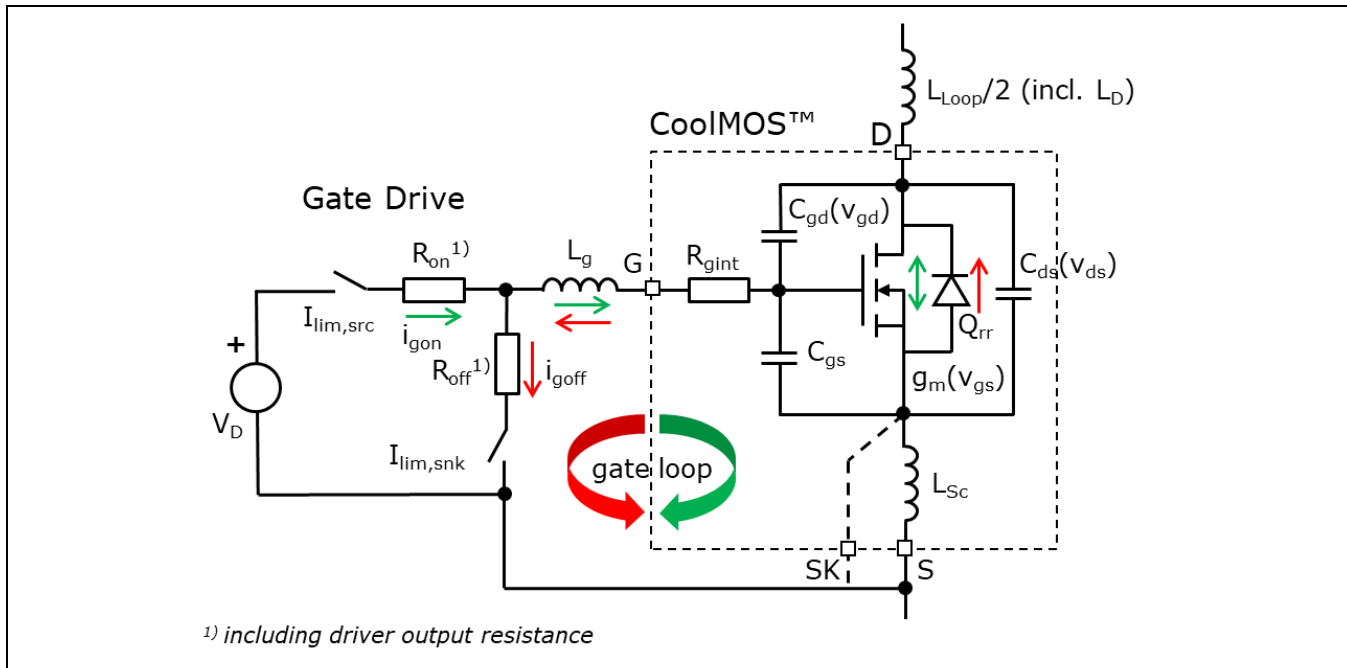 L_Loop/2 (incl. L_D)
CoolMOS™
D
Gate Drive
C_gd(v_gd)
R_on^1)
L_g
G
R_gint
C_ds(v_ds)
I_lim,src
i_gon
Q_rr
+
R_off^1)
i_goff
C_gs
g_m(v_gs)
V_D
I_lim,snk
gate loop
L_Sc
SK
S
^1) including driver output resistance